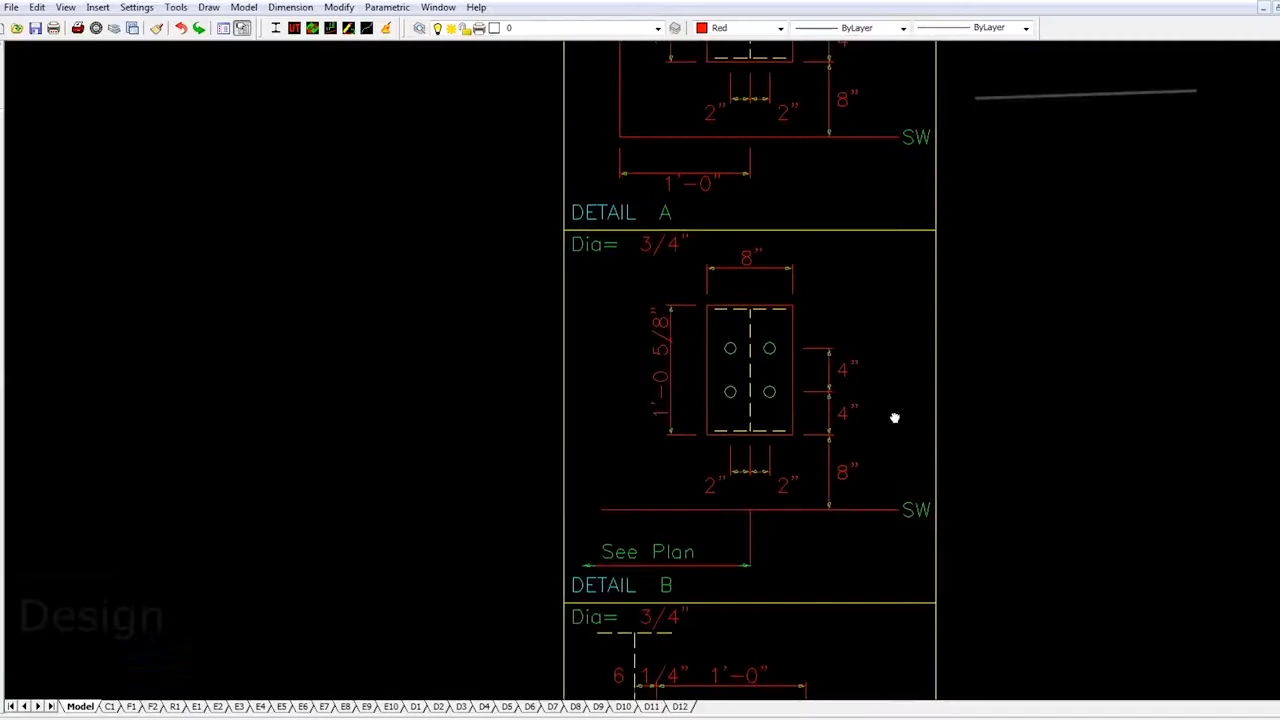 File Edit View Insert Settings Tools Draw Model Dimension Modify Parametric Window Help
0 Red ByLayer ByLayer
4"
2" 2" 8"
SW
1'-0"
DETAIL A
Dia= 3/4"
8"
1'-0 5/8"
4"
4"
2" 2" 8"
SW
See Plan
DETAIL B
Dia= 3/4"
6 1/4" 1'-0"
Design
Model C1 F1 F2 R1 E1 E2 E3 E4 E5 E6 E7 E8 E9 E10 D1 D2 D3 D4 D5 D6 D7 D8 D9 D10 D11 D12